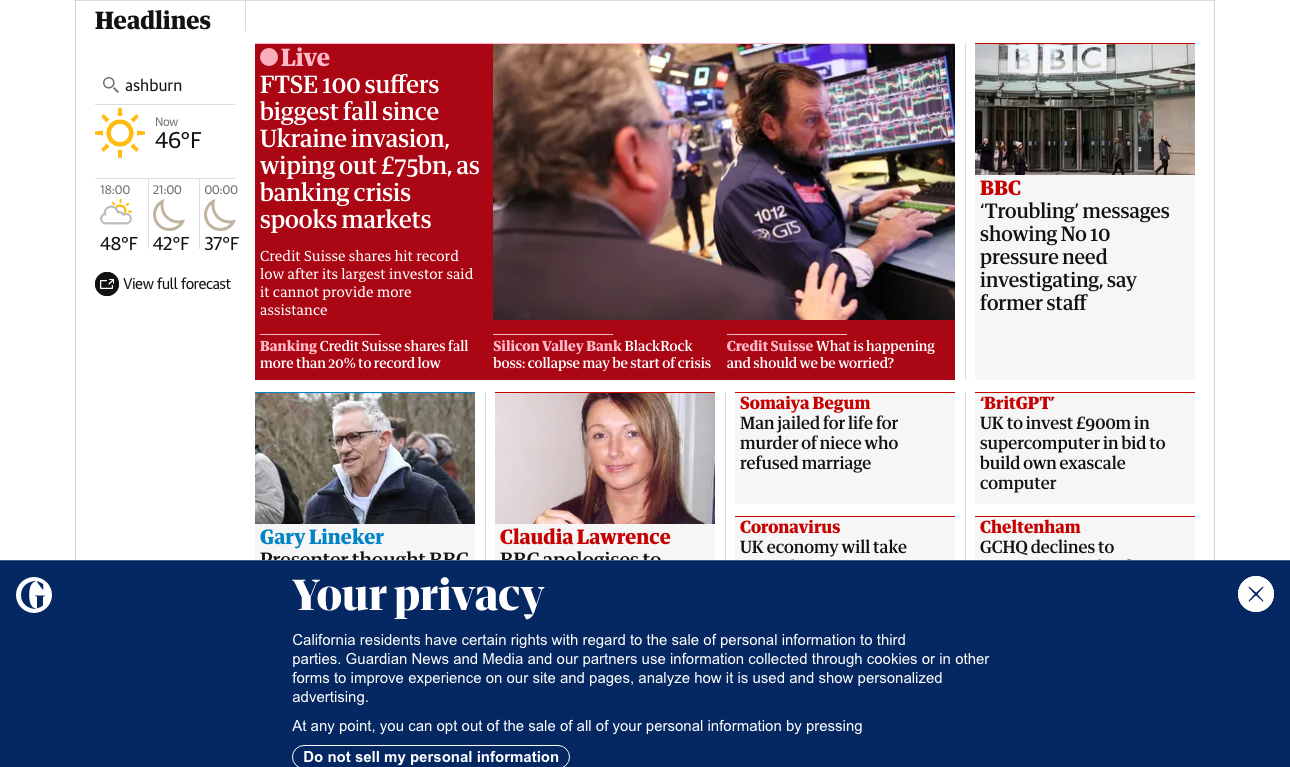 Headlines
ashburn
Now
46°F
18:00
21:00
00:00
48°F
42°F
37°F
View full forecast
Live
FTSE 100 suffers
biggest fall since
Ukraine invasion,
wiping out £75bn, as
banking crisis
spooks markets
Credit Suisse shares hit record
low after its largest investor said
it cannot provide more
assistance
1012
GTS
Banking Credit Suisse shares fall
more than 20% to record low
Silicon Valley Bank BlackRock
boss: collapse may be start of crisis
Credit Suisse What is happening
and should we be worried?
BBC
BBC
‘Troubling’ messages
showing No 10
pressure need
investigating, say
former staff
Gary Lineker
Presenter thought BBC
Claudia Lawrence
BBC apologises to
Somaiya Begum
Man jailed for life for
murder of niece who
refused marriage
Coronavirus
UK economy will take
‘BritGPT’
UK to invest £900m in
supercomputer in bid to
build own exascale
computer
Cheltenham
GCHQ declines to
G
Your privacy
California residents have certain rights with regard to the sale of personal information to third
parties. Guardian News and Media and our partners use information collected through cookies or in other
forms to improve experience on our site and pages, analyze how it is used and show personalized
advertising.
At any point, you can opt out of the sale of all of your personal information by pressing
Do not sell my personal information